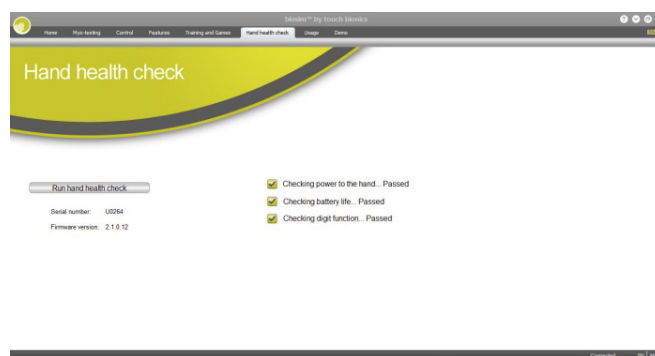 biosim™ by touch bionics
Home Myo-testing Control Features Training and Games Hand health check Usage Demo
Hand health check
Run hand health check
Checking power to the hand... Passed
Checking battery life... Passed
Serial number: U0264
Checking digit function... Passed
Firmware version: 2.1.0.12
Connected